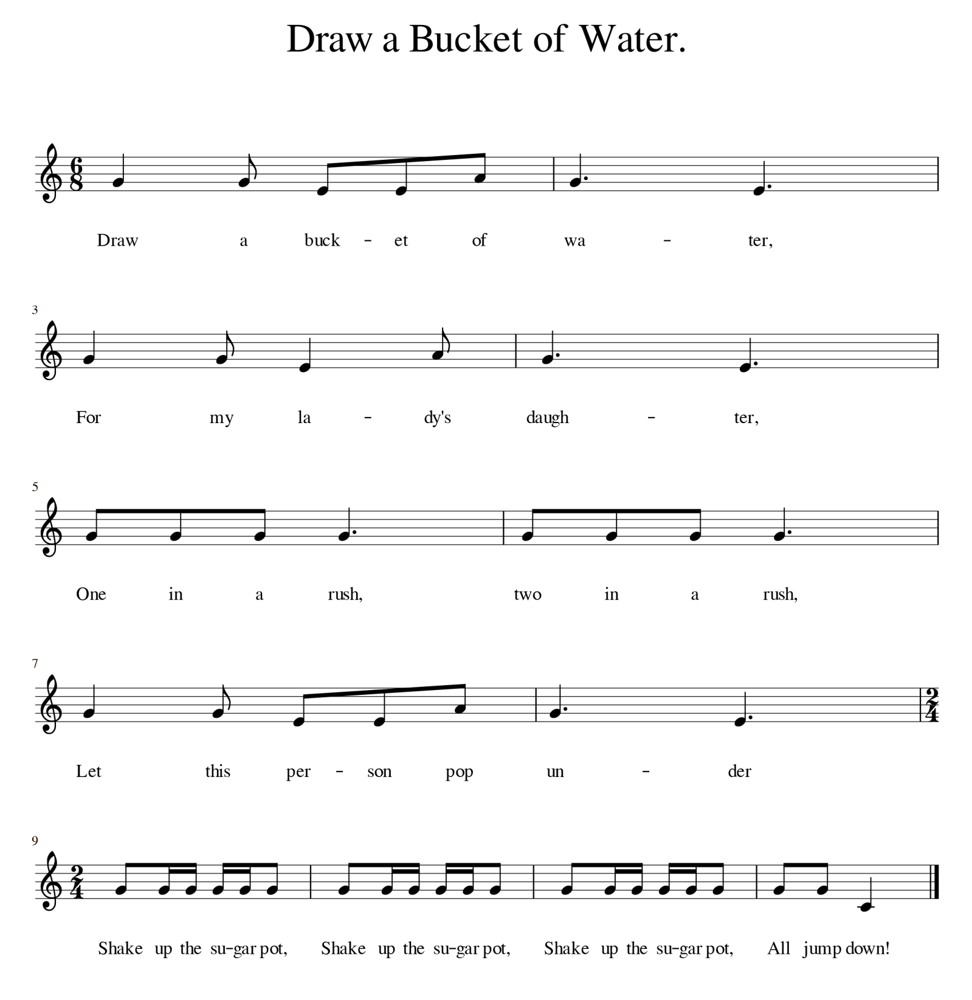 Draw a Bucket of Water.
6
8
Draw a buck - et of wa - ter,
3
For my la - dy's daugh - ter,
5
One in a rush, two in a rush,
7
2
4
Let this per - son pop un - der
9
2
4
Shake up the su-gar pot, Shake up the su-gar pot, Shake up the su-gar pot, All jump down!